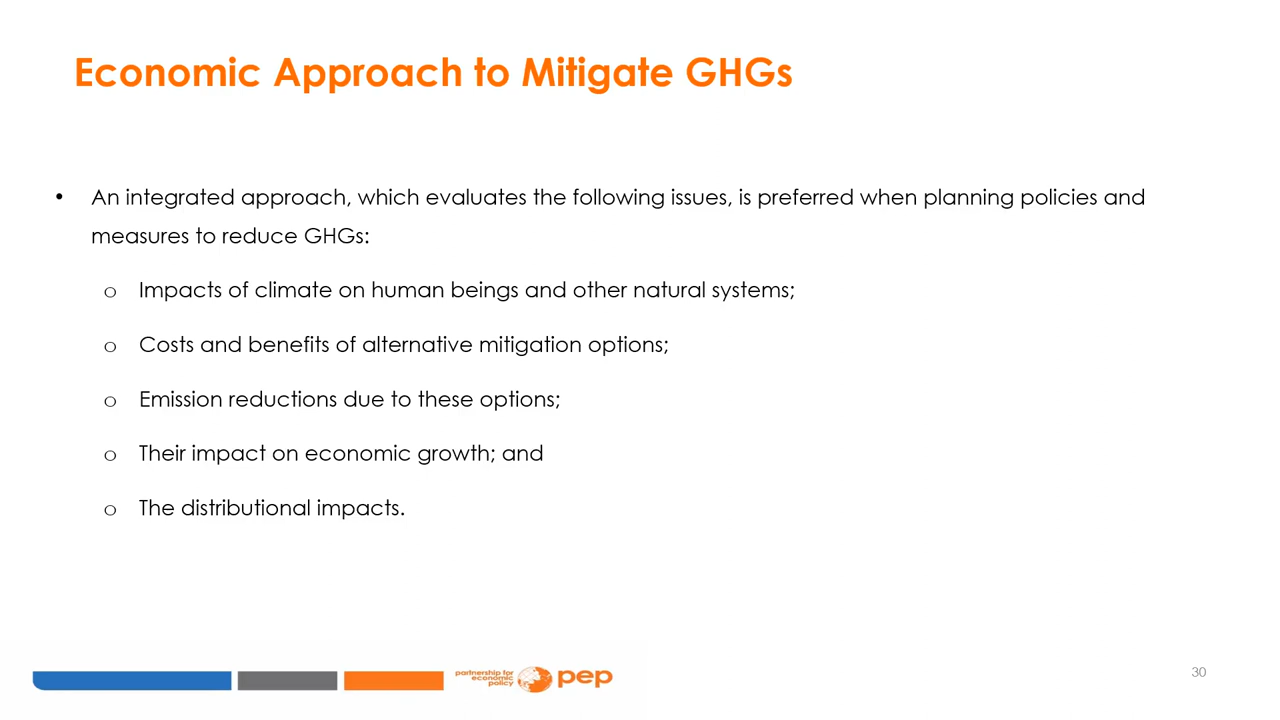 Economic Approach to Mitigate GHGs
• An integrated approach, which evaluates the following issues, is preferred when planning policies and
measures to reduce GHGs:
o Impacts of climate on human beings and other natural systems;
o Costs and benefits of alternative mitigation options;
o Emission reductions due to these options;
o Their impact on economic growth; and
o The distributional impacts.
partnership for
economic
policy
pep
30